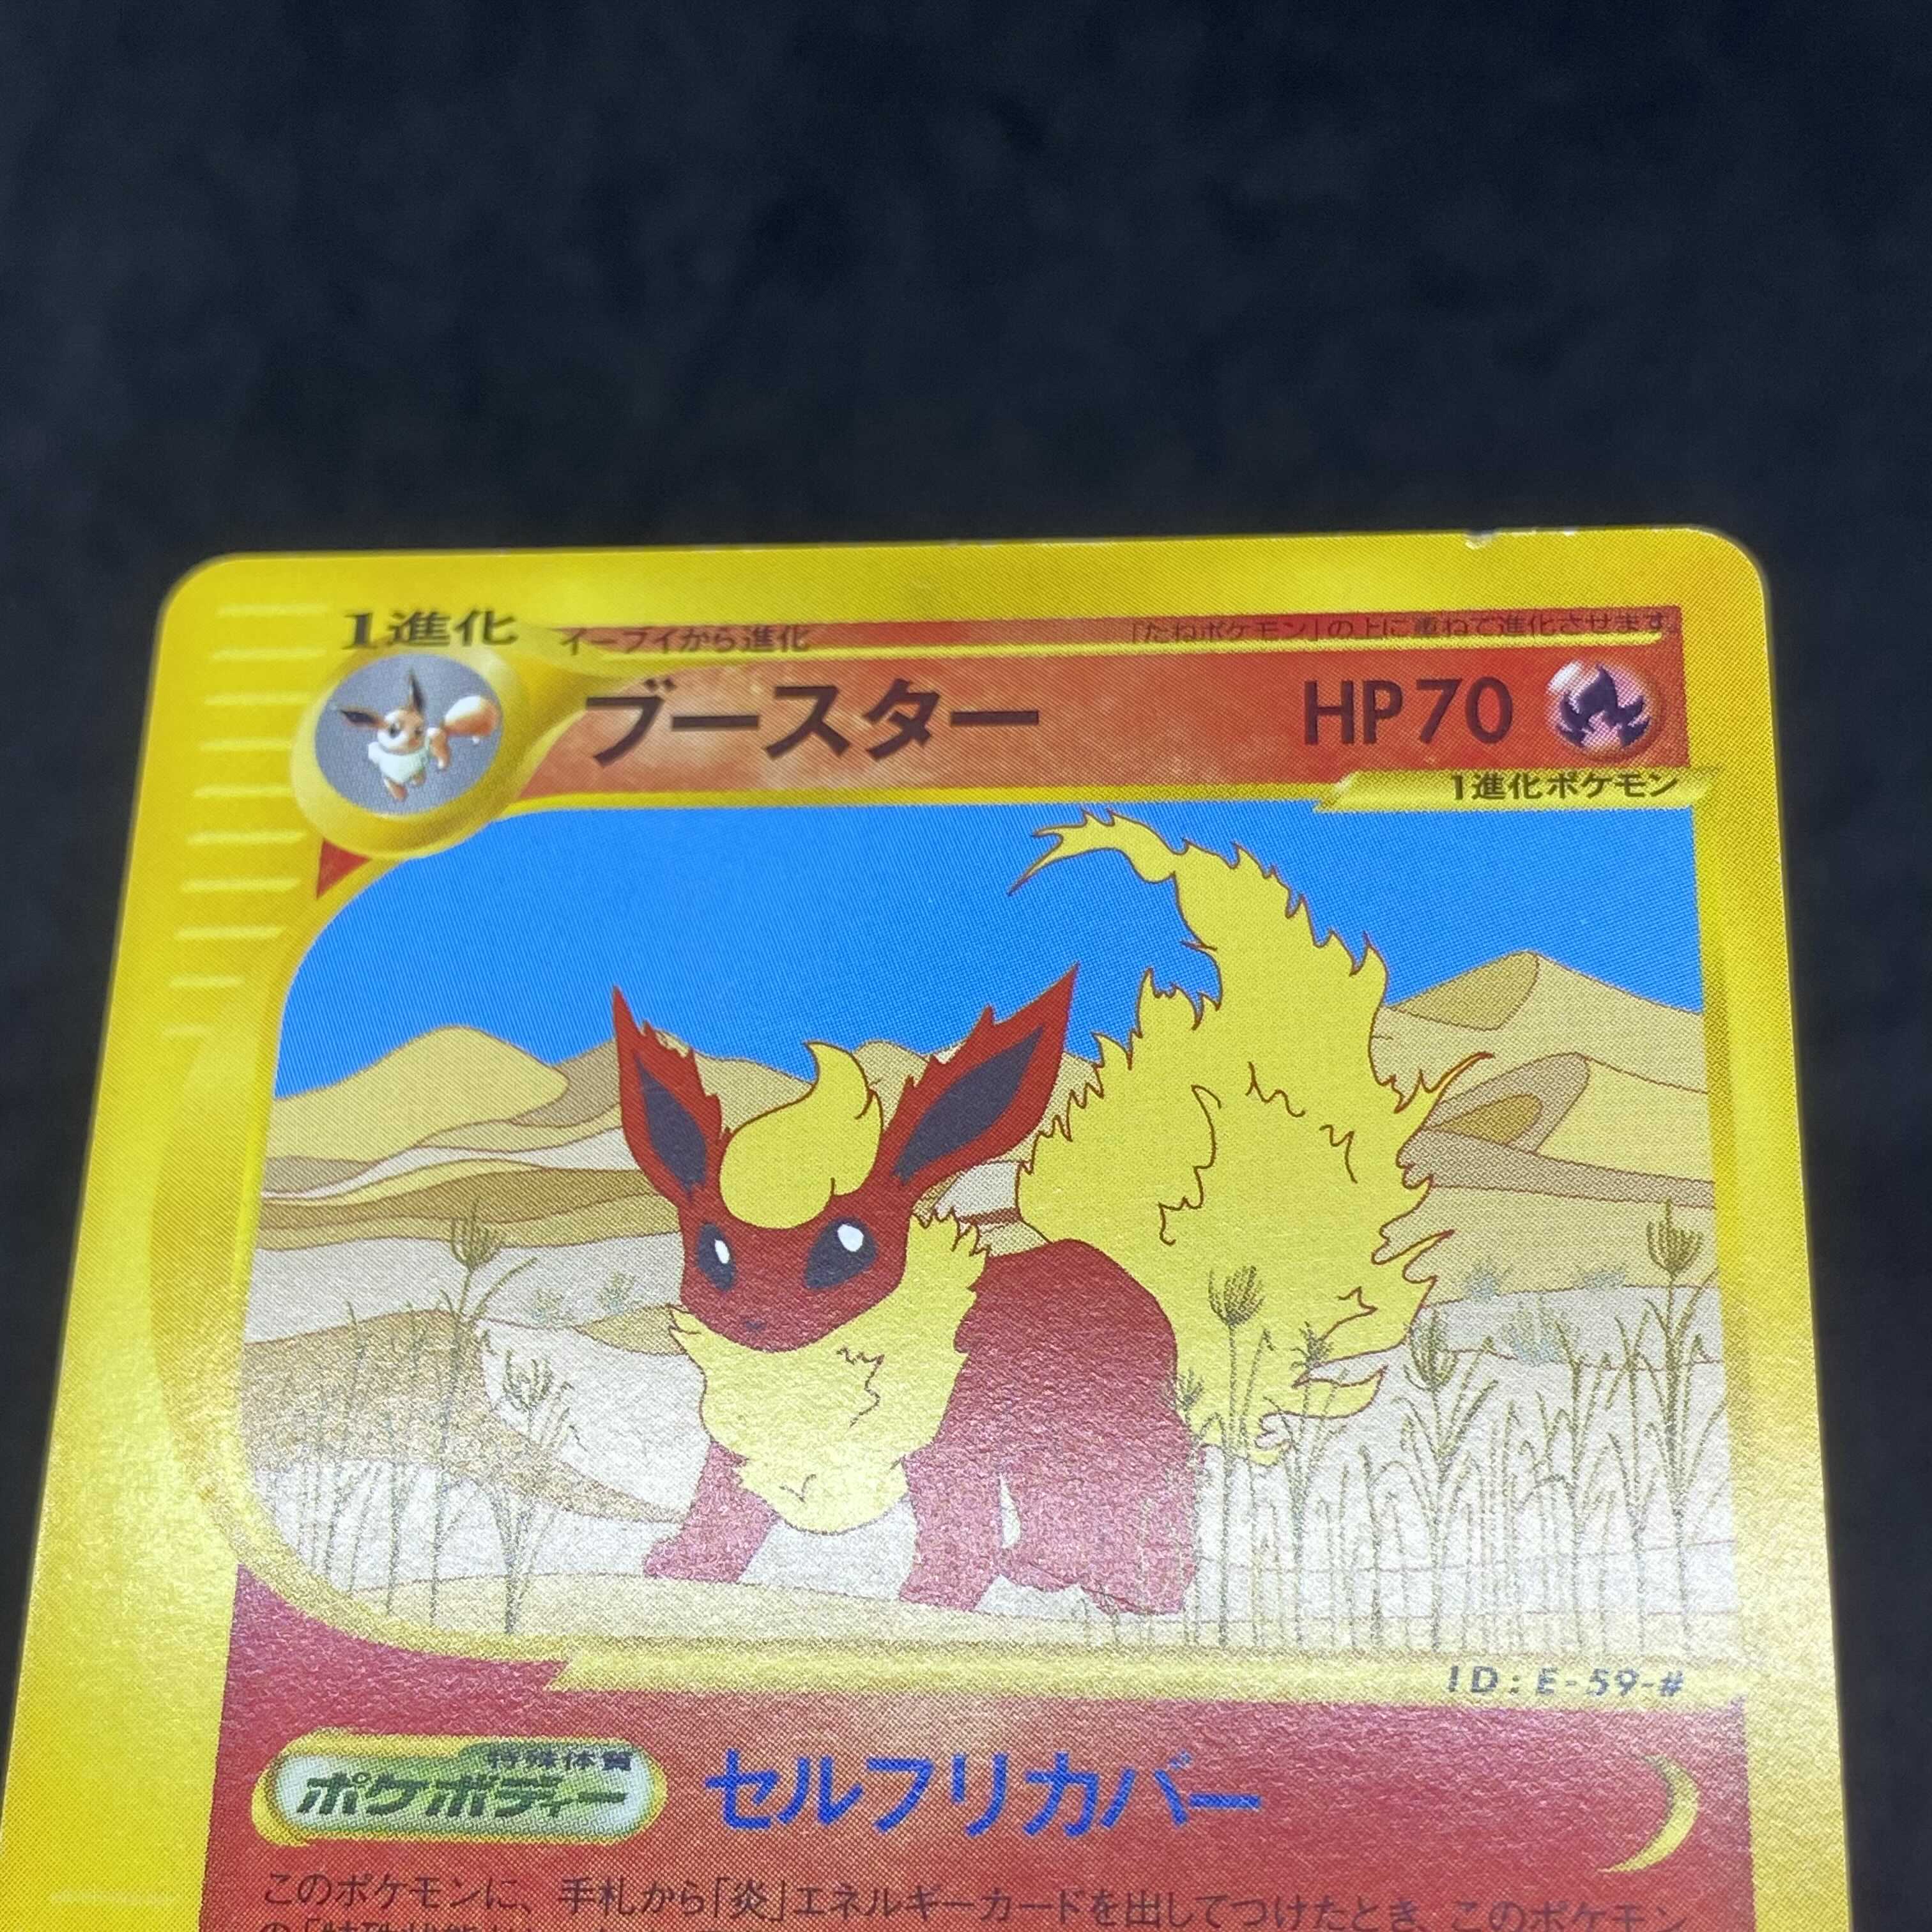 1進化
イーブイから進化
「たねポケモン」の上に重ねて進化させます。
ブースター HP70
1進化ポケモン
ID:E-59-#
特殊体質
ポケボディー セルフリカバー
このポケモンに、手札から「炎」エネルギーカードを出してつけたとき、このポケモン